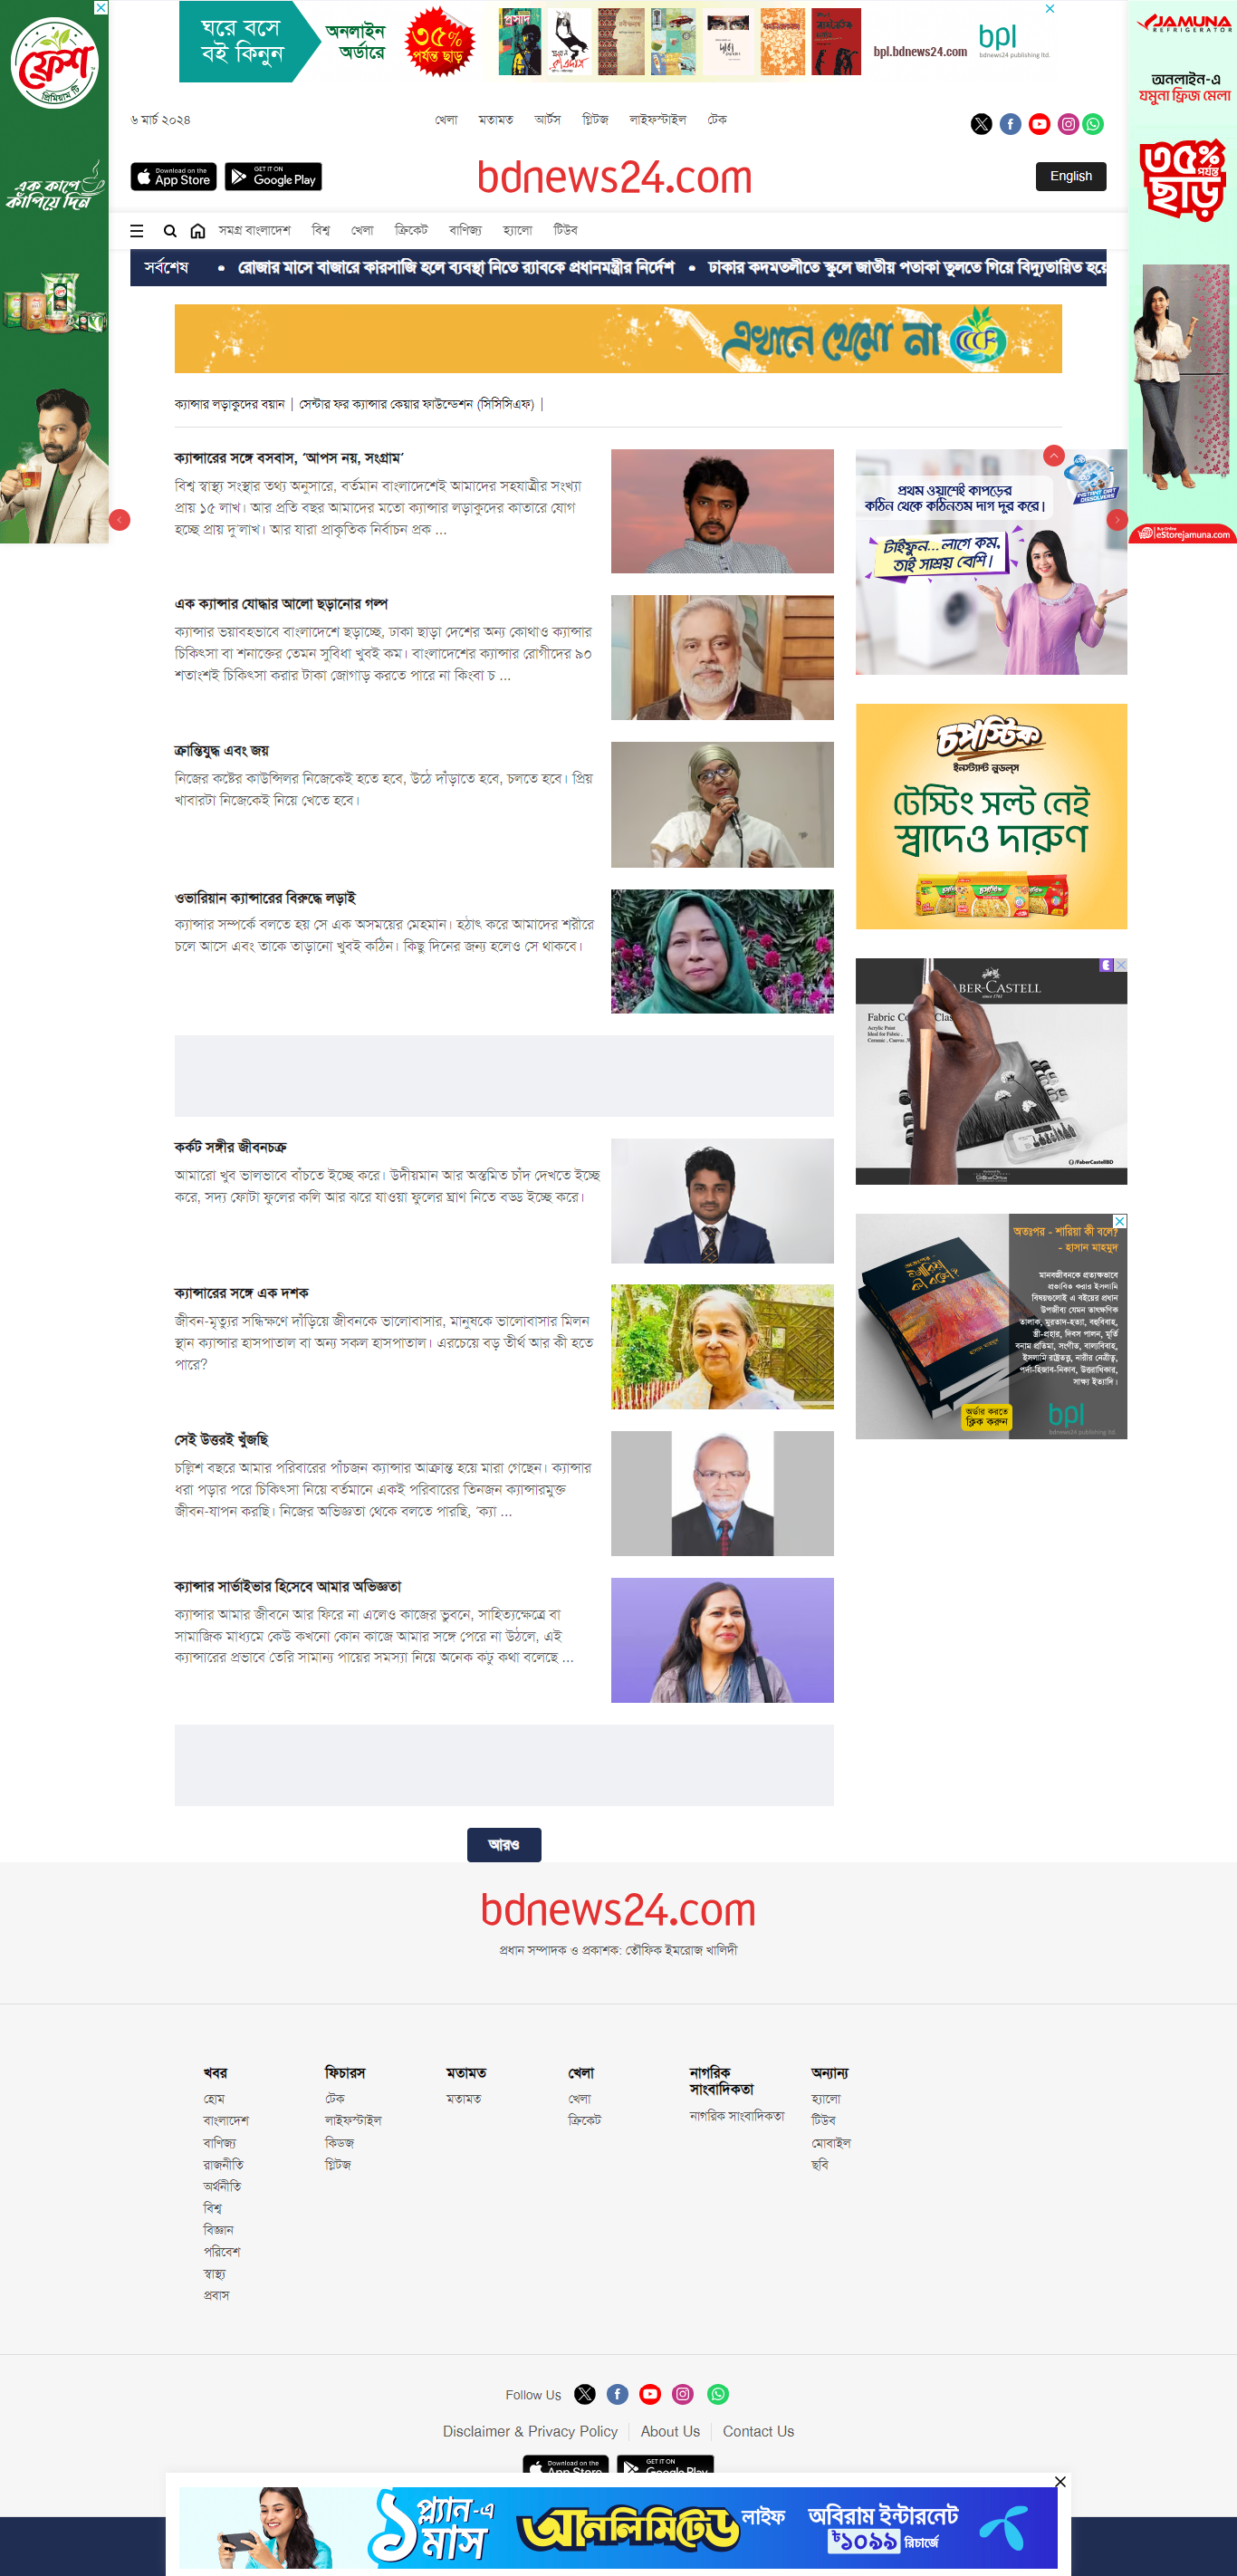 ফ্রেশ
প্রিমিয়াম টি
এক কাপে
কাঁপিয়ে দিন
ঘরে বসে
বই কিনুন
অনলাইন
অর্ডারে
৩৫%
পর্যন্ত ছাড়
bpl.bdnews24.com
bpl
bdnews24 publishing ltd.
JAMUNA
REFRIGERATOR
অনলাইন-এ
যমুনা ফ্রিজ মেলা
৩৫%
পর্যন্ত
ছাড়
Buy Online
eStorejamuna.com
৬ মার্চ ২০২৪
খেলা মতামত আর্টস গ্লিটজ লাইফস্টাইল টেক
Download on the
App Store
GET IT ON
Google Play
bdnews24.com
English
সমগ্র বাংলাদেশ বিশ্ব খেলা ক্রিকেট বাণিজ্য হ্যালো টিউব
সর্বশেষ • রোজার মাসে বাজারে কারসাজি হলে ব্যবস্থা নিতে র‌্যাবকে প্রধানমন্ত্রীর নির্দেশ • ঢাকার কদমতলীতে স্কুলে জাতীয় পতাকা তুলতে গিয়ে বিদ্যুতায়িত হয়ে
এখানে থেমো না
CCCF
ক্যান্সার লড়াকুদের বয়ান | সেন্টার ফর ক্যান্সার কেয়ার ফাউন্ডেশন (সিসিসিএফ) |
ক্যান্সারের সঙ্গে বসবাস, ‘আপস নয়, সংগ্রাম’
বিশ্ব স্বাস্থ্য সংস্থার তথ্য অনুসারে, বর্তমান বাংলাদেশেই আমাদের সহযাত্রীর সংখ্যা
প্রায় ১৫ লাখ। আর প্রতি বছর আমাদের মতো ক্যান্সার লড়াকুদের কাতারে যোগ
হচ্ছে প্রায় দু’লাখ। আর যারা প্রাকৃতিক নির্বাচন প্রক ...
এক ক্যান্সার যোদ্ধার আলো ছড়ানোর গল্প
ক্যান্সার ভয়াবহভাবে বাংলাদেশে ছড়াচ্ছে, ঢাকা ছাড়া দেশের অন্য কোথাও ক্যান্সার
চিকিৎসা বা শনাক্তের তেমন সুবিধা খুবই কম। বাংলাদেশের ক্যান্সার রোগীদের ৯০
শতাংশই চিকিৎসা করার টাকা জোগাড় করতে পারে না কিংবা চ ...
ক্রান্তিযুদ্ধ এবং জয়
নিজের কষ্টের কাউন্সিলর নিজেকেই হতে হবে, উঠে দাঁড়াতে হবে, চলতে হবে। প্রিয়
খাবারটা নিজেকেই নিয়ে খেতে হবে।
ওভারিয়ান ক্যান্সারের বিরুদ্ধে লড়াই
ক্যান্সার সম্পর্কে বলতে হয় সে এক অসময়ের মেহমান। হঠাৎ করে আমাদের শরীরে
চলে আসে এবং তাকে তাড়ানো খুবই কঠিন। কিছু দিনের জন্য হলেও সে থাকবে।
কর্কট সঙ্গীর জীবনচক্র
আমারো খুব ভালভাবে বাঁচতে ইচ্ছে করে। উদীয়মান আর অস্তমিত চাঁদ দেখতে ইচ্ছে
করে, সদ্য ফোটা ফুলের কলি আর ঝরে যাওয়া ফুলের ঘ্রাণ নিতে বড্ড ইচ্ছে করে।
ক্যান্সারের সঙ্গে এক দশক
জীবন-মৃত্যুর সন্ধিক্ষণে দাঁড়িয়ে জীবনকে ভালোবাসার, মানুষকে ভালোবাসার মিলন
স্থান ক্যান্সার হাসপাতাল বা অন্য সকল হাসপাতাল। এরচেয়ে বড় তীর্থ আর কী হতে
পারে?
সেই উত্তরই খুঁজছি
চল্লিশ বছরে আমার পরিবারের পাঁচজন ক্যান্সার আক্রান্ত হয়ে মারা গেছেন। ক্যান্সার
ধরা পড়ার পরে চিকিৎসা নিয়ে বর্তমানে একই পরিবারের তিনজন ক্যান্সারমুক্ত
জীবন-যাপন করছি। নিজের অভিজ্ঞতা থেকে বলতে পারছি, ‘ক্যা ...
ক্যান্সার সার্ভাইভার হিসেবে আমার অভিজ্ঞতা
ক্যান্সার আমার জীবনে আর ফিরে না এলেও কাজের ভুবনে, সাহিত্যক্ষেত্রে বা
সামাজিক মাধ্যমে কেউ কখনো কোন কাজে আমার সঙ্গে পেরে না উঠলে, এই
ক্যান্সারের প্রভাবে তৈরি সামান্য পায়ের সমস্যা নিয়ে অনেক কটু কথা বলেছে ...
আরও
প্রথম ওয়াশেই কাপড়ের
কঠিন থেকে কঠিনতম দাগ দূর করে।
INSTANT DIRT
DISSOLVERS
টাইফুন... লাগে কম,
তাই সাশ্রয় বেশি।
চপস্টিক
ইনস্ট্যান্ট নুডল্‌স
টেস্টিং সল্ট নেই
স্বাদেও দারুণ
BER-CASTELL
since 1761
Acrylic Paint
Ideal for Fabric ,
/FaberCastellBD
অতঃপর - শারিয়া কী বলে?
- হাসান মাহমুদ
মানবজীবনকে প্রত্যক্ষভাবে
প্রভাবিত করার ইসলামি
বিষয়গুলোই এ বইয়ের প্রধান
উপজীব্য যেমন তাৎক্ষণিক
তালাক, মুরতাদ-হত্যা, বহুবিবাহ,
স্ত্রী-প্রহার, দিবস পালন, মূর্তি
বনাম প্রতিমা, সংগীত, বাল্যবিবাহ,
ইসলামি রাষ্ট্রতত্ত্ব, নারীর নেত্রীত্ব,
পর্দা-হিজাব-নিকাব, উত্তরাধিকার,
সাক্ষ্য ইত্যাদি।
অর্ডার করতে
ক্লিক করুন
bpl
bdnews24 publishing ltd.
bdnews24.com
প্রধান সম্পাদক ও প্রকাশক: তৌফিক ইমরোজ খালিদী
খবর
হোম
বাংলাদেশ
বাণিজ্য
রাজনীতি
অর্থনীতি
বিশ্ব
বিজ্ঞান
পরিবেশ
স্বাস্থ্য
প্রবাস
ফিচারস
টেক
লাইফস্টাইল
কিডজ
গ্লিটজ
মতামত
মতামত
খেলা
খেলা
ক্রিকেট
নাগরিক
সাংবাদিকতা
নাগরিক সাংবাদিকতা
অন্যান্য
হ্যালো
টিউব
মোবাইল
ছবি
Follow Us
Disclaimer & Privacy Policy | About Us | Contact Us
Download on the
App Store
GET IT ON
Google Play
১ প্ল্যান-এ
মাস
আনলিমিটেড লাইফ
অবিরাম ইন্টারনেট
৳১০৯৯ রিচার্জে